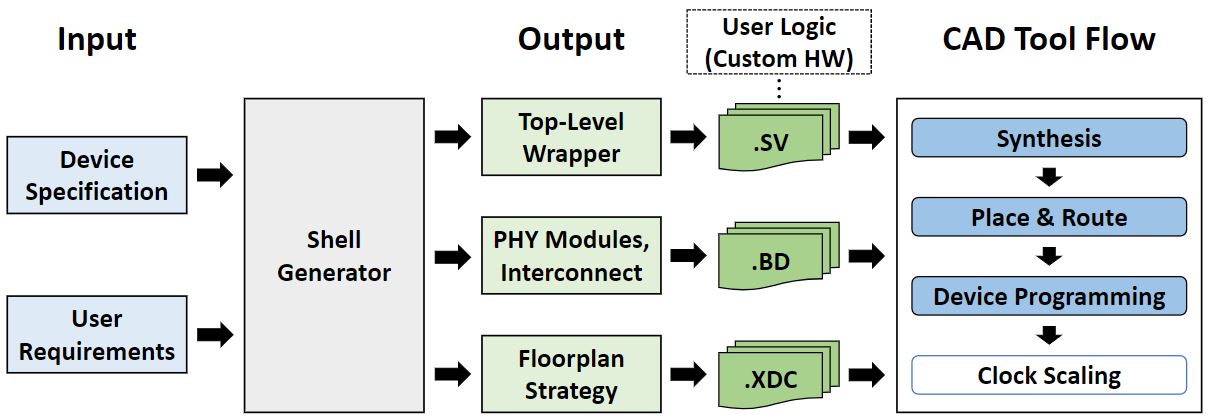 Input
Output
User Logic
(Custom HW)
CAD Tool Flow
Device
Specification
User
Requirements
Shell
Generator
Top-Level
Wrapper
.SV
PHY Modules,
Interconnect
.BD
Floorplan
Strategy
.XDC
Synthesis
Place & Route
Device Programming
Clock Scaling